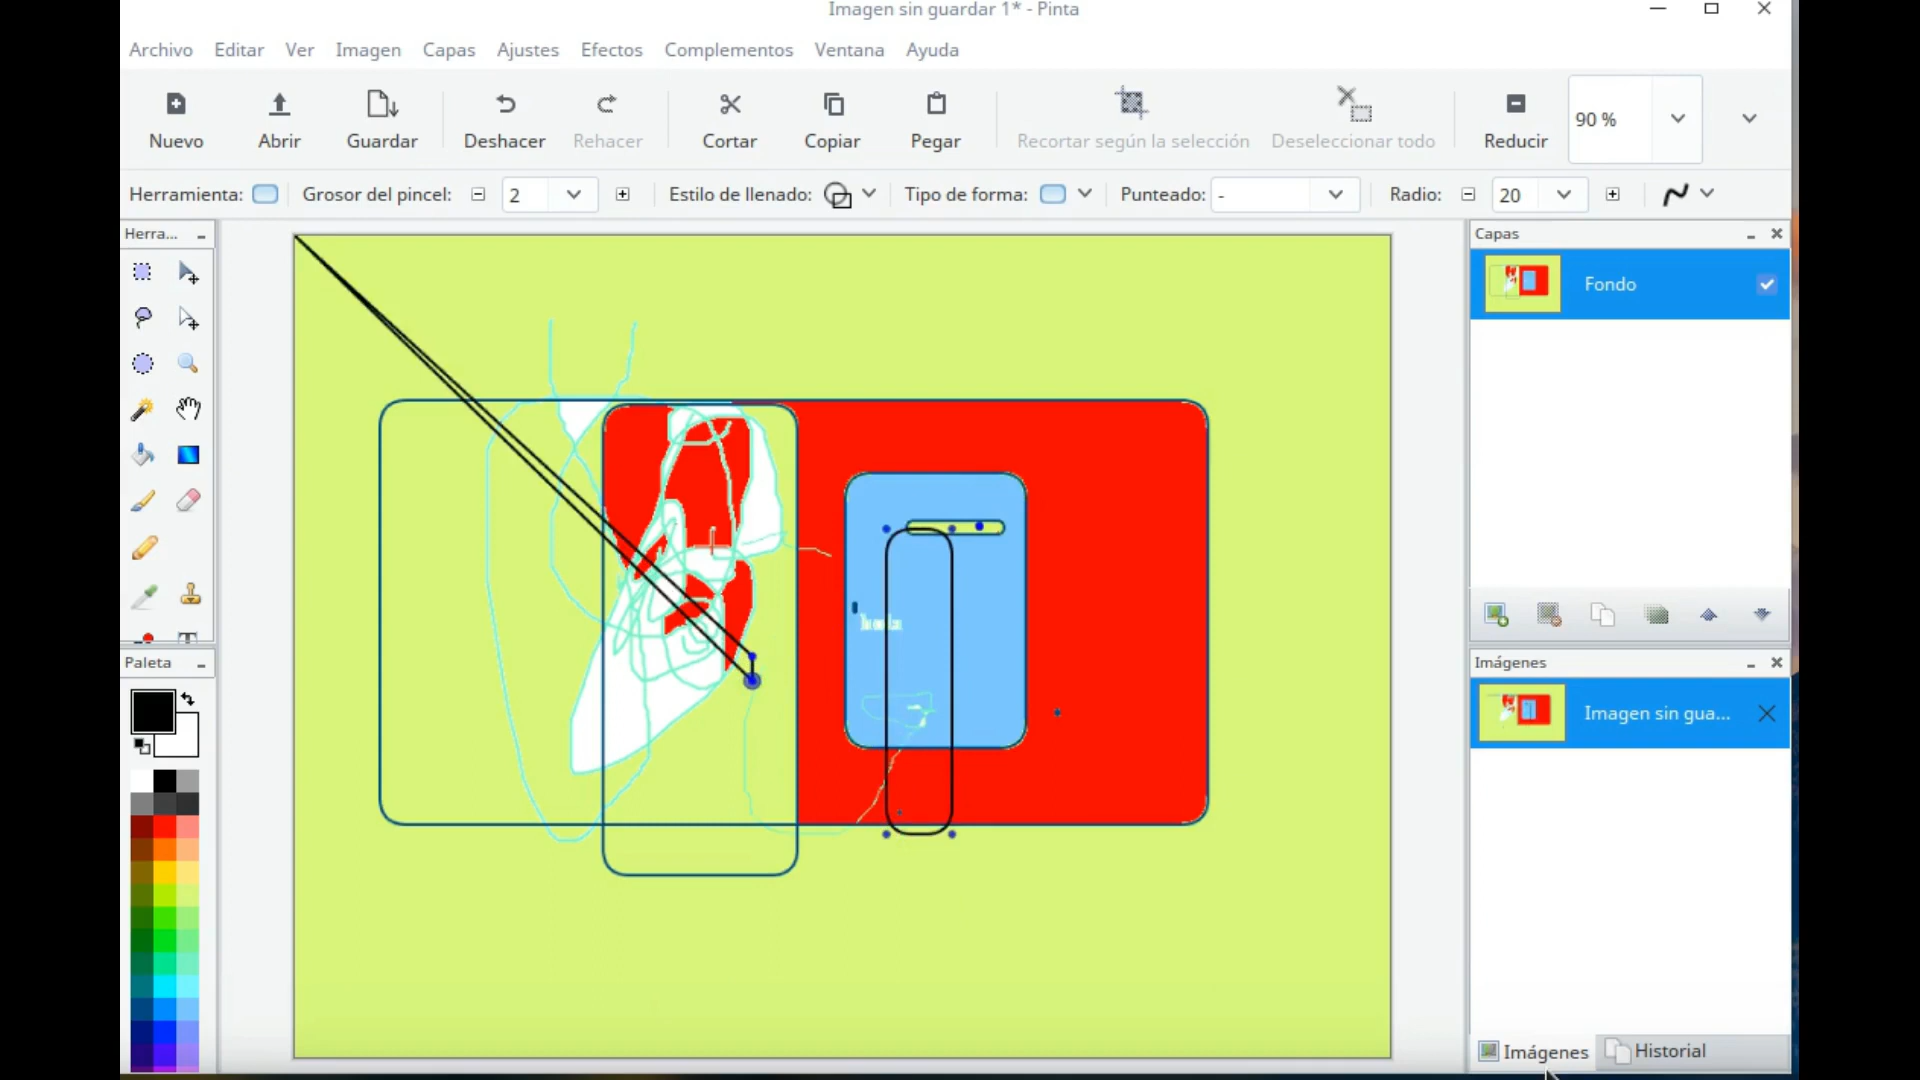 Imagen sin guardar 1* - Pinta
Archivo Editar Ver Imagen Capas Ajustes Efectos Complementos Ventana Ayuda
Nuevo Abrir Guardar Deshacer Rehacer Cortar Copiar Pegar Recortar según la selección Deseleccionar todo Reducir 90 %
Herramienta: Grosor del pincel: 2 Estilo de llenado: Tipo de forma: Punteado: - Radio: 20
Herra...
Capas
Fondo
Paleta
Imágenes
Imagen sin gua...
Imágenes Historial